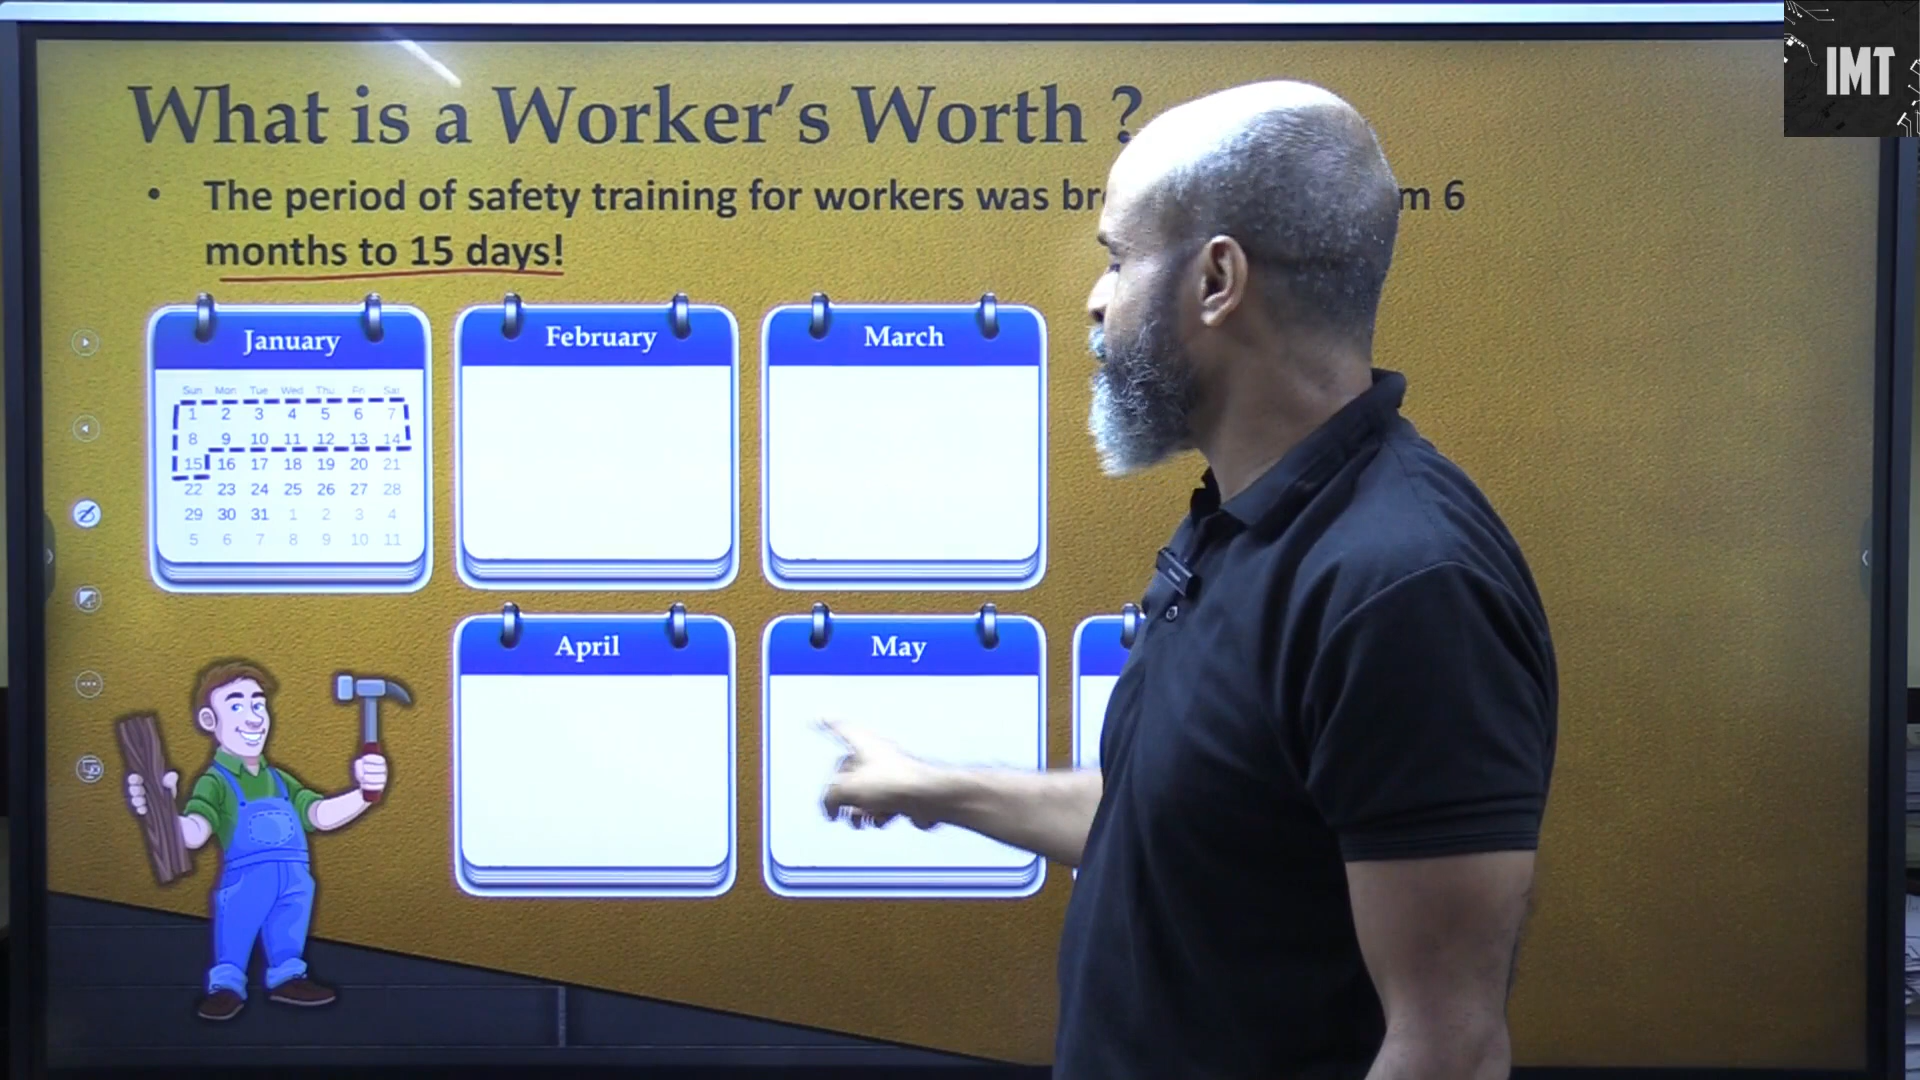 IMT
What is a Worker's Worth ?
• The period of safety training for workers was 6
months to 15 days!
January
Sun Mon Tue Wed Thu Fri Sat
1 2 3 4 5 6 7
8 9 10 11 12 13 14
15 16 17 18 19 20 21
22 23 24 25 26 27 28
29 30 31 1 2 3 4
5 6 7 8 9 10 11
February
March
April
May